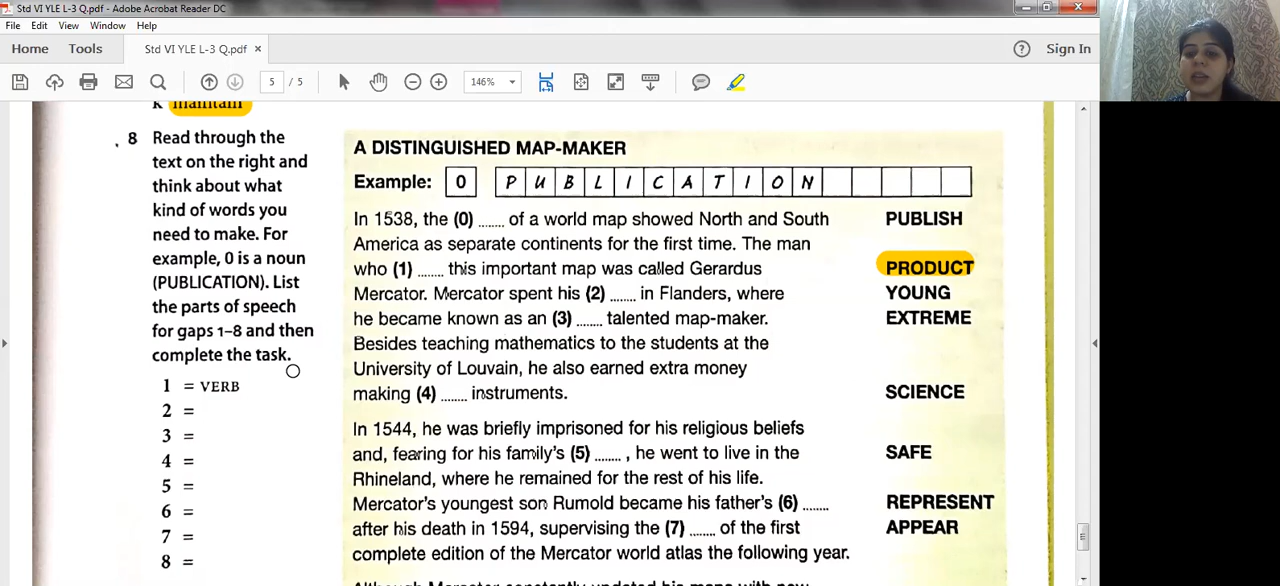 Std VI YLE L-3 Q.pdf - Adobe Acrobat Reader DC
File Edit View Window Help
Home Tools Std VI YLE L-3 Q.pdf × Sign In
5 / 5 146%
K maintain
8 Read through the
text on the right and
think about what
kind of words you
need to make. For
example, 0 is a noun
(PUBLICATION). List
the parts of speech
for gaps 1–8 and then
complete the task.
1 = VERB
2 =
3 =
4 =
5 =
6 =
7 =
8 =
A DISTINGUISHED MAP-MAKER
Example: 0 PUBLICATION
In 1538, the (0) ........ of a world map showed North and South PUBLISH
America as separate continents for the first time. The man
who (1) ........ this important map was called Gerardus PRODUCT
Mercator. Mercator spent his (2) ........ in Flanders, where YOUNG
he became known as an (3) ........ talented map-maker. EXTREME
Besides teaching mathematics to the students at the
University of Louvain, he also earned extra money
making (4) ........ instruments. SCIENCE
In 1544, he was briefly imprisoned for his religious beliefs
and, fearing for his family's (5) ........ , he went to live in the SAFE
Rhineland, where he remained for the rest of his life.
Mercator's youngest son Rumold became his father's (6) ........ REPRESENT
after his death in 1594, supervising the (7) ........ of the first APPEAR
complete edition of the Mercator world atlas the following year.
Although Mercator constantly updated his maps with new